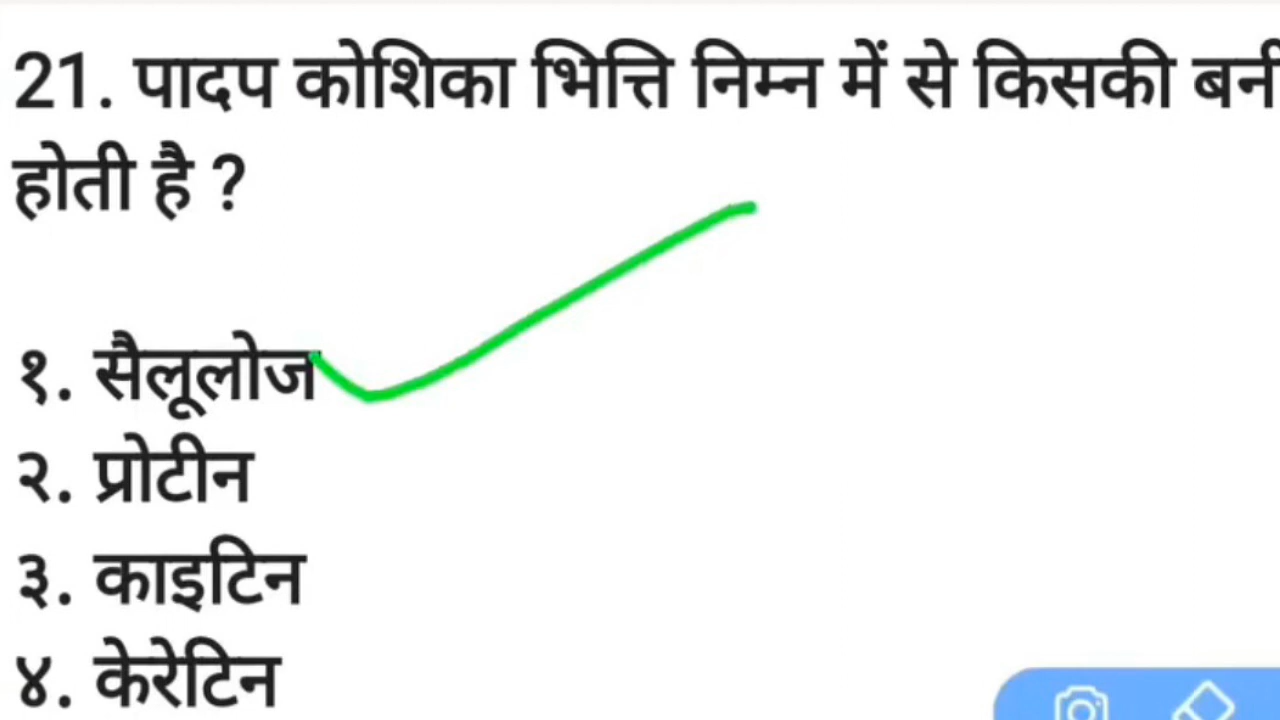 21. पादप कोशिका भित्ति निम्न में से किसकी बनी
होती है ?
१. सैलूलोज
२. प्रोटीन
३. काइटिन
४. केरेटिन